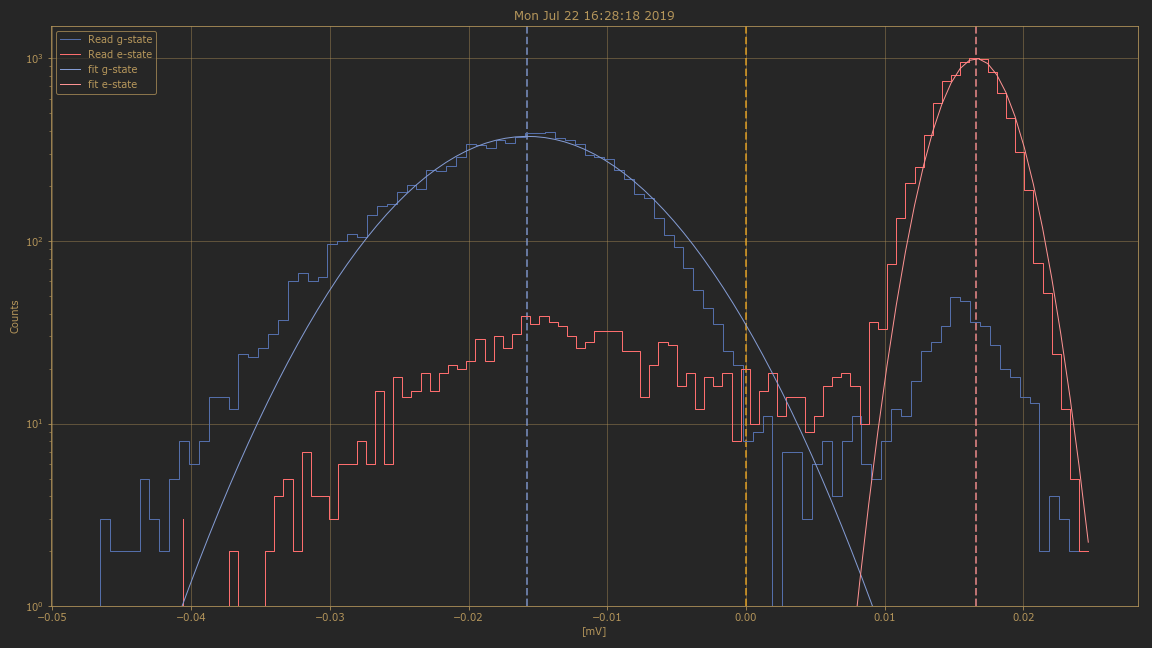 Mon Jul 22 16:28:18 2019
Read g-state
Read e-state
fit g-state
fit e-state
Counts
10³
10²
10¹
10⁰
−0.05 −0.04 −0.03 −0.02 −0.01 0.00 0.01 0.02
[mV]